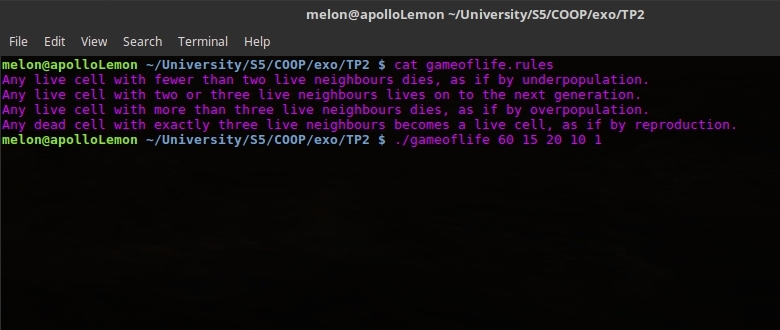 melon@apolloLemon ~/University/S5/COOP/exo/TP2
File Edit View Search Terminal Help
melon@apolloLemon ~/University/S5/COOP/exo/TP2 $ cat gameoflife.rules
Any live cell with fewer than two live neighbours dies, as if by underpopulation.
Any live cell with two or three live neighbours lives on to the next generation.
Any live cell with more than three live neighbours dies, as if by overpopulation.
Any dead cell with exactly three live neighbours becomes a live cell, as if by reproduction.
melon@apolloLemon ~/University/S5/COOP/exo/TP2 $ ./gameoflife 60 15 20 10 1